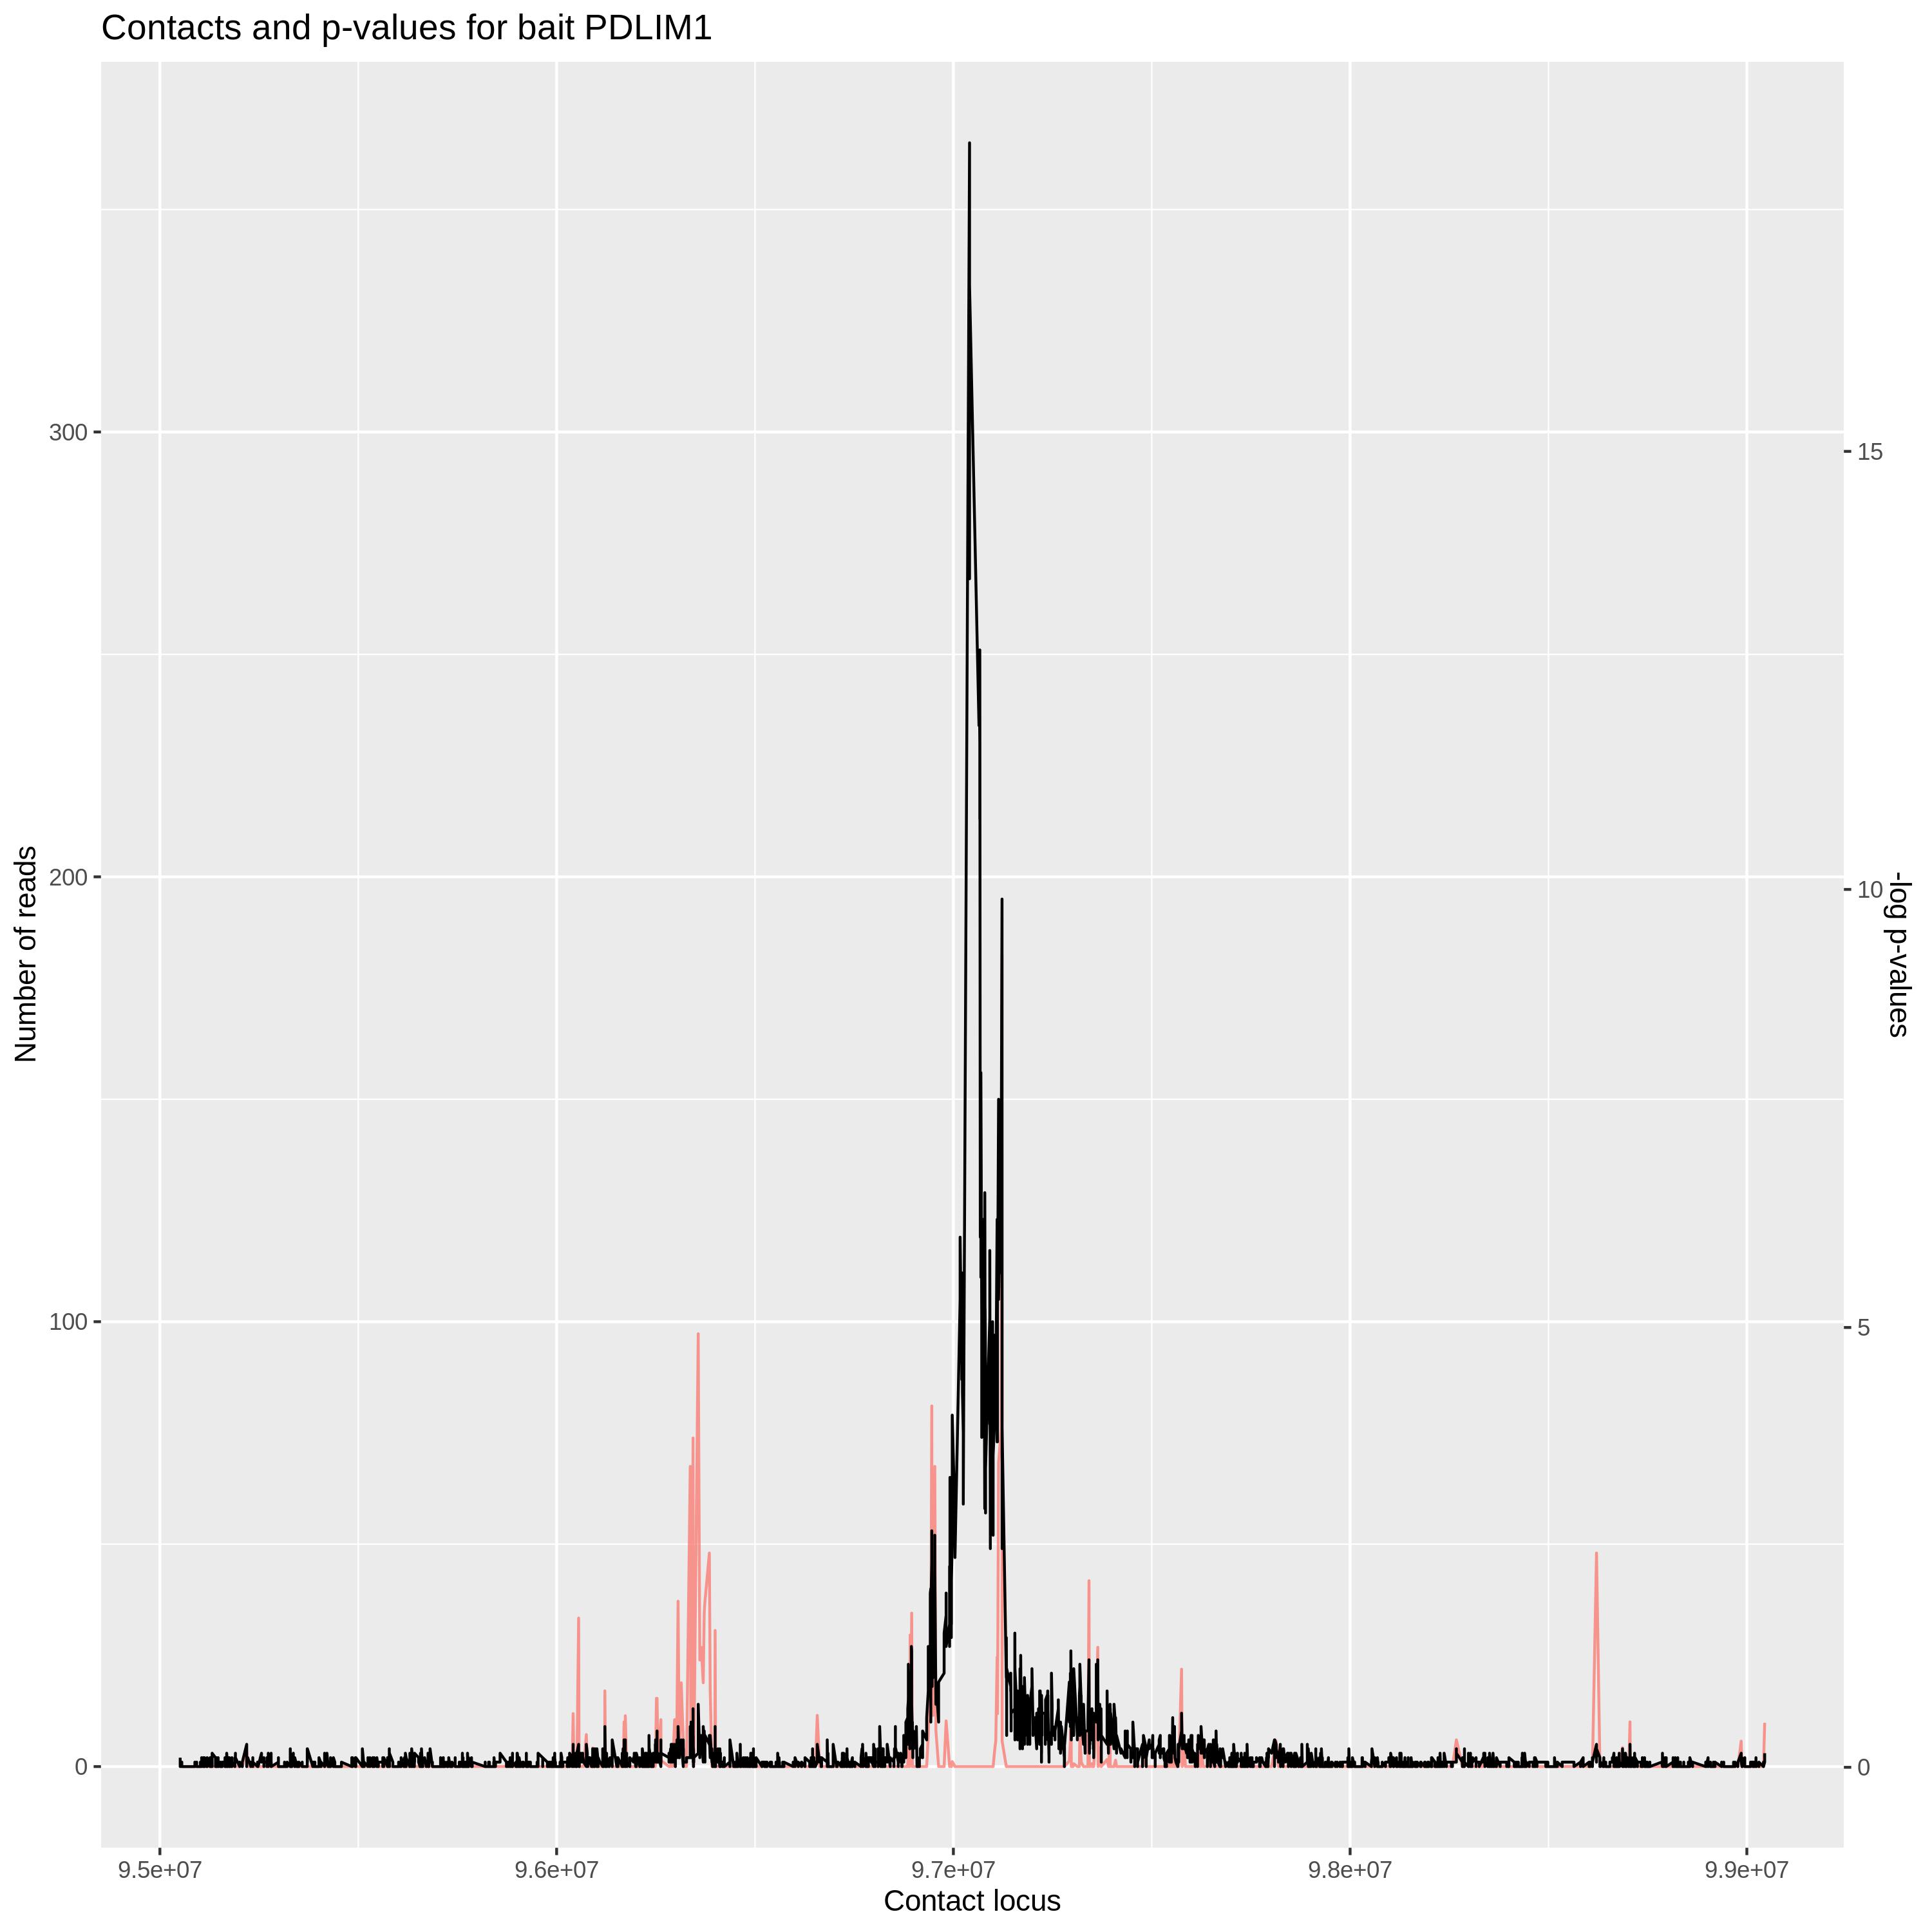 Contacts and p-values for bait PDLIM1
Number of reads
300
200
100
0
15
10
5
0
-log p-values
9.5e+07
9.6e+07
9.7e+07
9.8e+07
9.9e+07
Contact locus